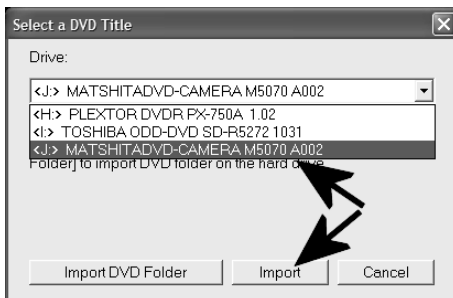 Select a DVD Title
Drive:
<J:> MATSHITADVD-CAMERA M5070 A002
<H:> PLEXTOR DVDR PX-750A 1.02
<I:> TOSHIBA ODD-DVD SD-R5272 1031
<J:> MATSHITADVD-CAMERA M5070 A002
Folder] to import DVD folder on the hard drive
Import DVD Folder
Import
Cancel